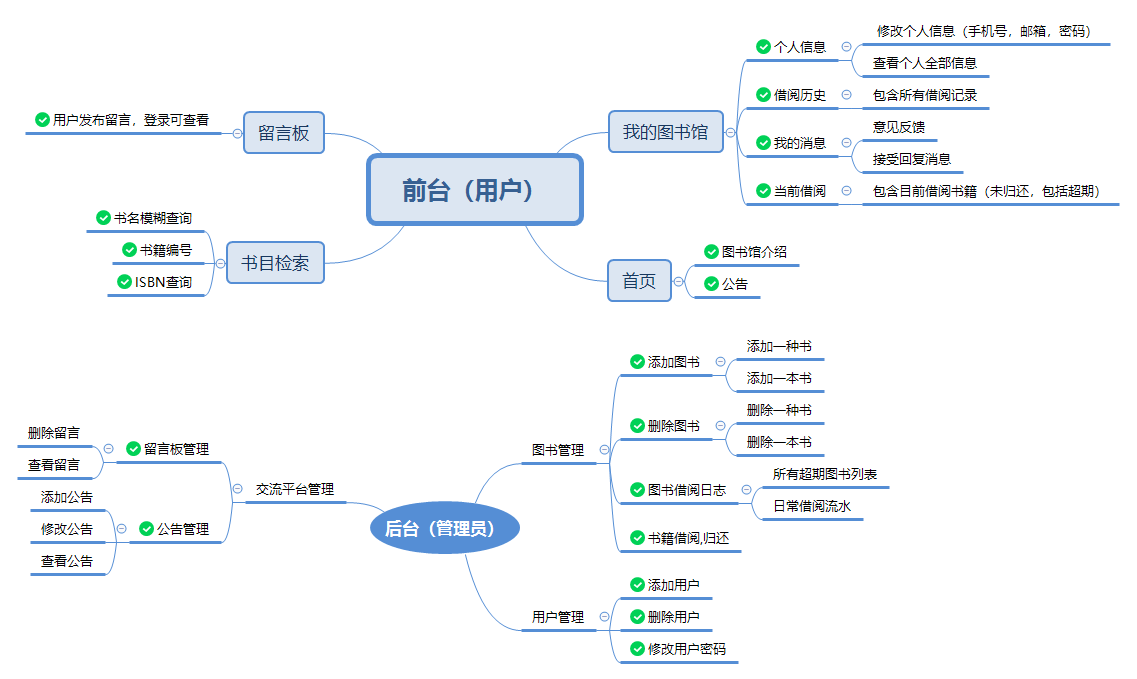 前台（用户）
留言板
用户发布留言，登录可查看
书目检索
书名模糊查询
书籍编号
ISBN查询
我的图书馆
个人信息
修改个人信息（手机号，邮箱，密码）
查看个人全部信息
借阅历史
包含所有借阅记录
我的消息
意见反馈
接受回复消息
当前借阅
包含目前借阅书籍（未归还，包括超期）
首页
图书馆介绍
公告
后台（管理员）
交流平台管理
留言板管理
删除留言
查看留言
公告管理
添加公告
修改公告
查看公告
图书管理
添加图书
添加一种书
添加一本书
删除图书
删除一种书
删除一本书
图书借阅日志
所有超期图书列表
日常借阅流水
书籍借阅,归还
用户管理
添加用户
删除用户
修改用户密码